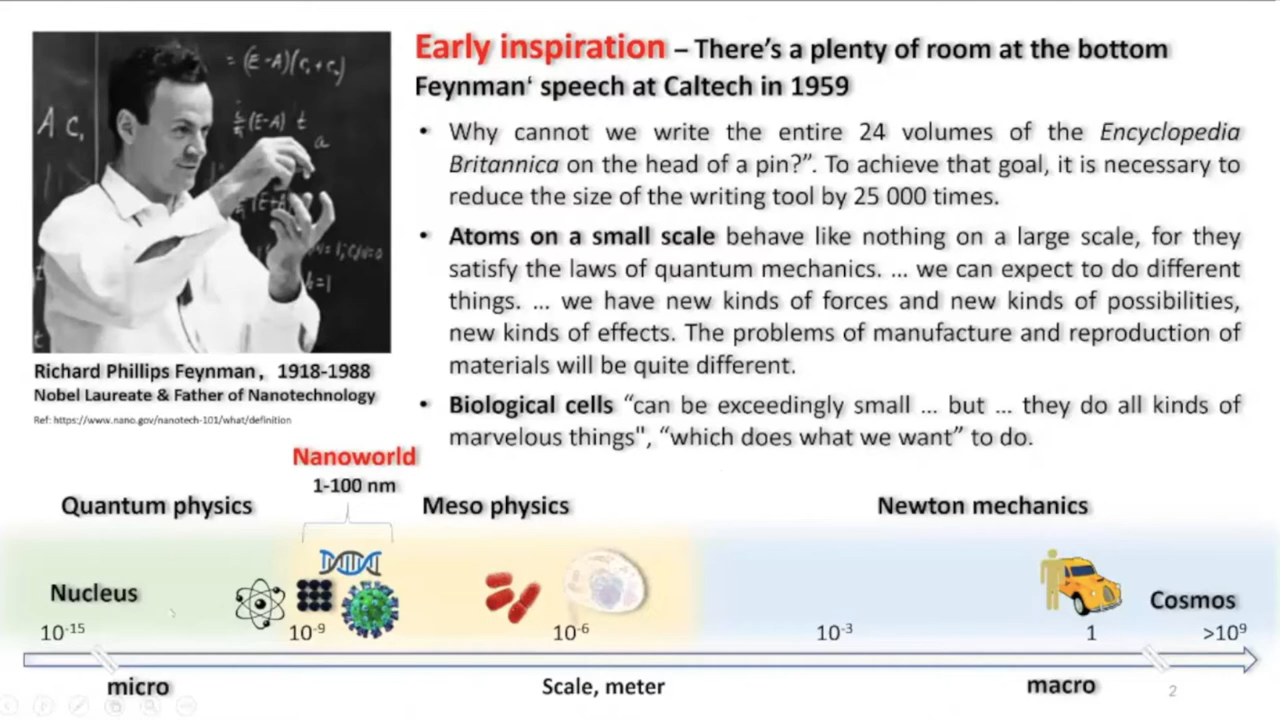 Early inspiration – There's a plenty of room at the bottom
Feynman‘ speech at Caltech in 1959
• Why cannot we write the entire 24 volumes of the Encyclopedia
Britannica on the head of a pin?”. To achieve that goal, it is necessary to
reduce the size of the writing tool by 25 000 times.
• Atoms on a small scale behave like nothing on a large scale, for they
satisfy the laws of quantum mechanics. ... we can expect to do different
things. ... we have new kinds of forces and new kinds of possibilities,
new kinds of effects. The problems of manufacture and reproduction of
materials will be quite different.
• Biological cells “can be exceedingly small ... but ... they do all kinds of
marvelous things", “which does what we want” to do.
= (E-A)(c₁+c₂)
A c,
(E-A) t
a
Richard Phillips Feynman, 1918-1988
Nobel Laureate & Father of Nanotechnology
Ref: https://www.nano.gov/nanotech-101/what/definition
Nanoworld
1-100 nm
Quantum physics
Meso physics
Newton mechanics
Nucleus
Cosmos
10⁻¹⁵
10⁻⁹
10⁻⁶
10⁻³
1
>10⁹
micro
Scale, meter
macro
2